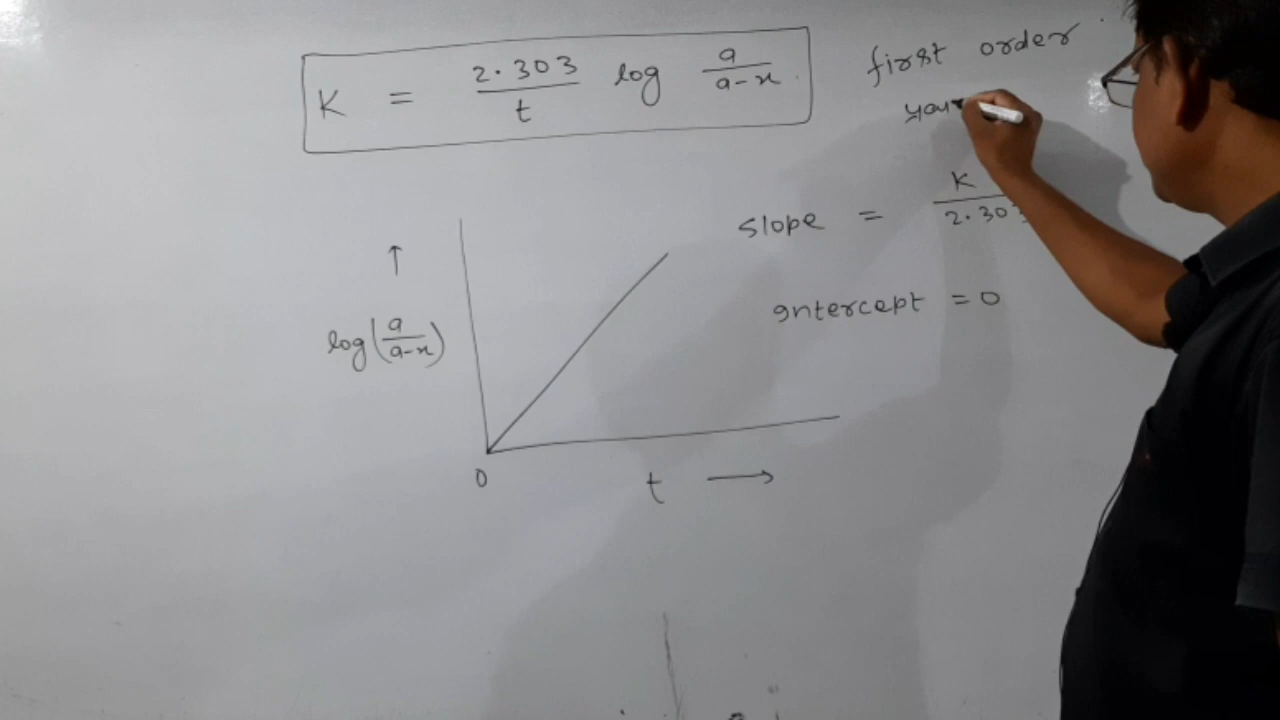 K = 2.303/t log a/a-x
first order
slope = K/2.303
Intercept = 0
↑
log(a/a-x)
0
t →